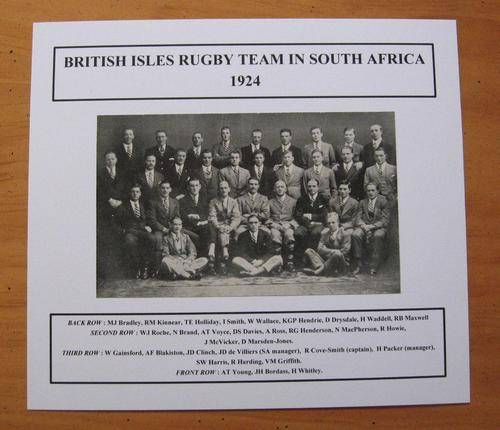 BRITISH ISLES RUGBY TEAM IN SOUTH AFRICA
1924
BACK ROW : MJ Bradley, RM Kinnear, TE Holliday, I Smith, W Wallace, KGP Hendrie, D Drysdale, H Waddell, RB Maxwell
SECOND ROW : WJ Roche, N Brand, AT Voyce, DS Davies, A Ross, RG Henderson, N MacPherson, R Howie,
J McVicker, D Marsden-Jones.
THIRD ROW : W Gainsford, AF Blakiston, JD Clinch, JD de Villiers (SA manager), R Cove-Smith (captain), H Packer (manager),
SW Harris, R Harding, VM Griffith.
FRONT ROW : AT Young, JH Bordass, H Whitley.